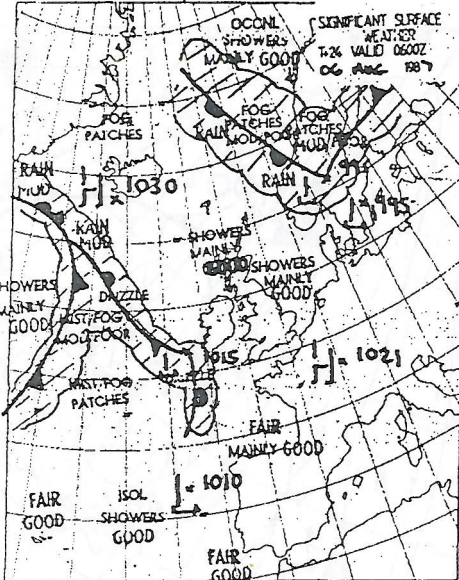 OCCNL
SHOWERS
MAINLY GOOD
SIGNIFICANT SURFACE
WEATHER
T+24 VALID 0600Z
06 AUG 1987
FOG
PATCHES
RAIN
FOG
PATCHES
MOD POOR
FOG
PATCHES
MOD POOR
RAIN
RAIN
MOD
H x 1030
995
RAIN
MOD
SHOWERS
MAINLY
GOOD
SHOWERS
MAINLY
GOOD
SHOWERS
MAINLY
GOOD
DRIZZLE
MIST/FOG
MOD POOR
1015
H = 1021
MIST/FOG
PATCHES
FAIR
MAINLY GOOD
L x 1010
FAIR
GOOD
ISOL
SHOWERS
GOOD
FAIR
GOOD